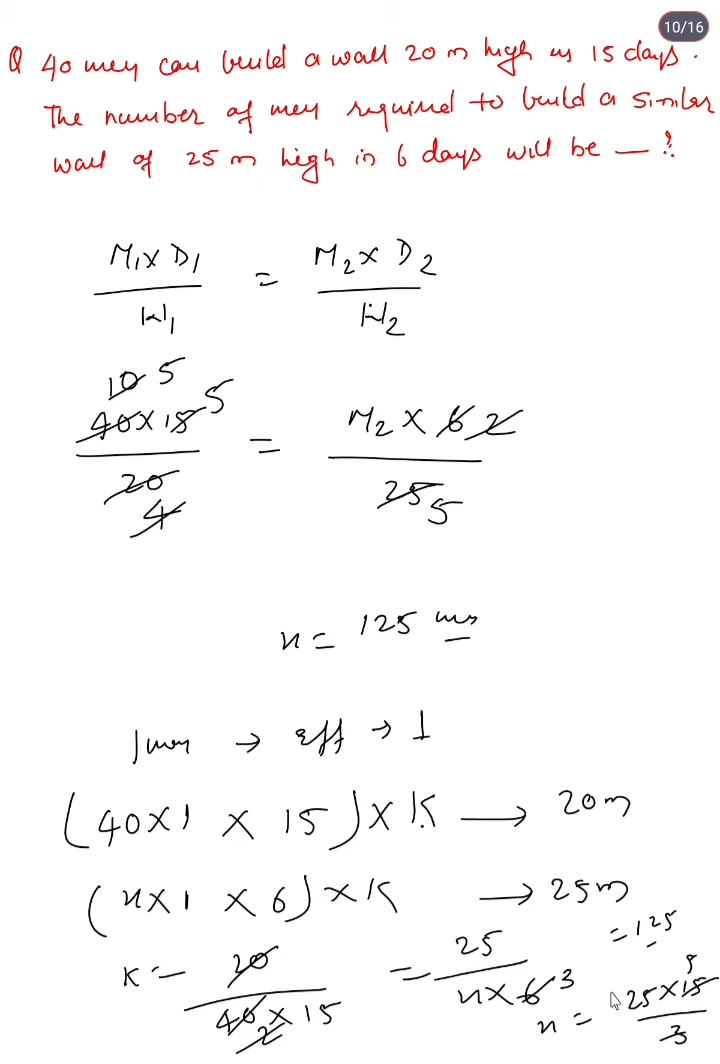 10/16
Q 40 men can build a wall 20 m high in 15 days.
The number of men required to build a similar
wall of 25 m high in 6 days will be — ?
M1 x D1 / W1 = M2 x D2 / W2
10 5
40 x 15 5 / 20 4 = M2 x 6 2 / 25 5
x = 125
1 man → eff → 1
(40 x 1 x 15) x K → 20 m
(x x 1 x 6) x K → 25 m
K = 20 / 40 2 x 15 = 25 / x x 6 3
x = 25 x 15 5 / 3
= 125